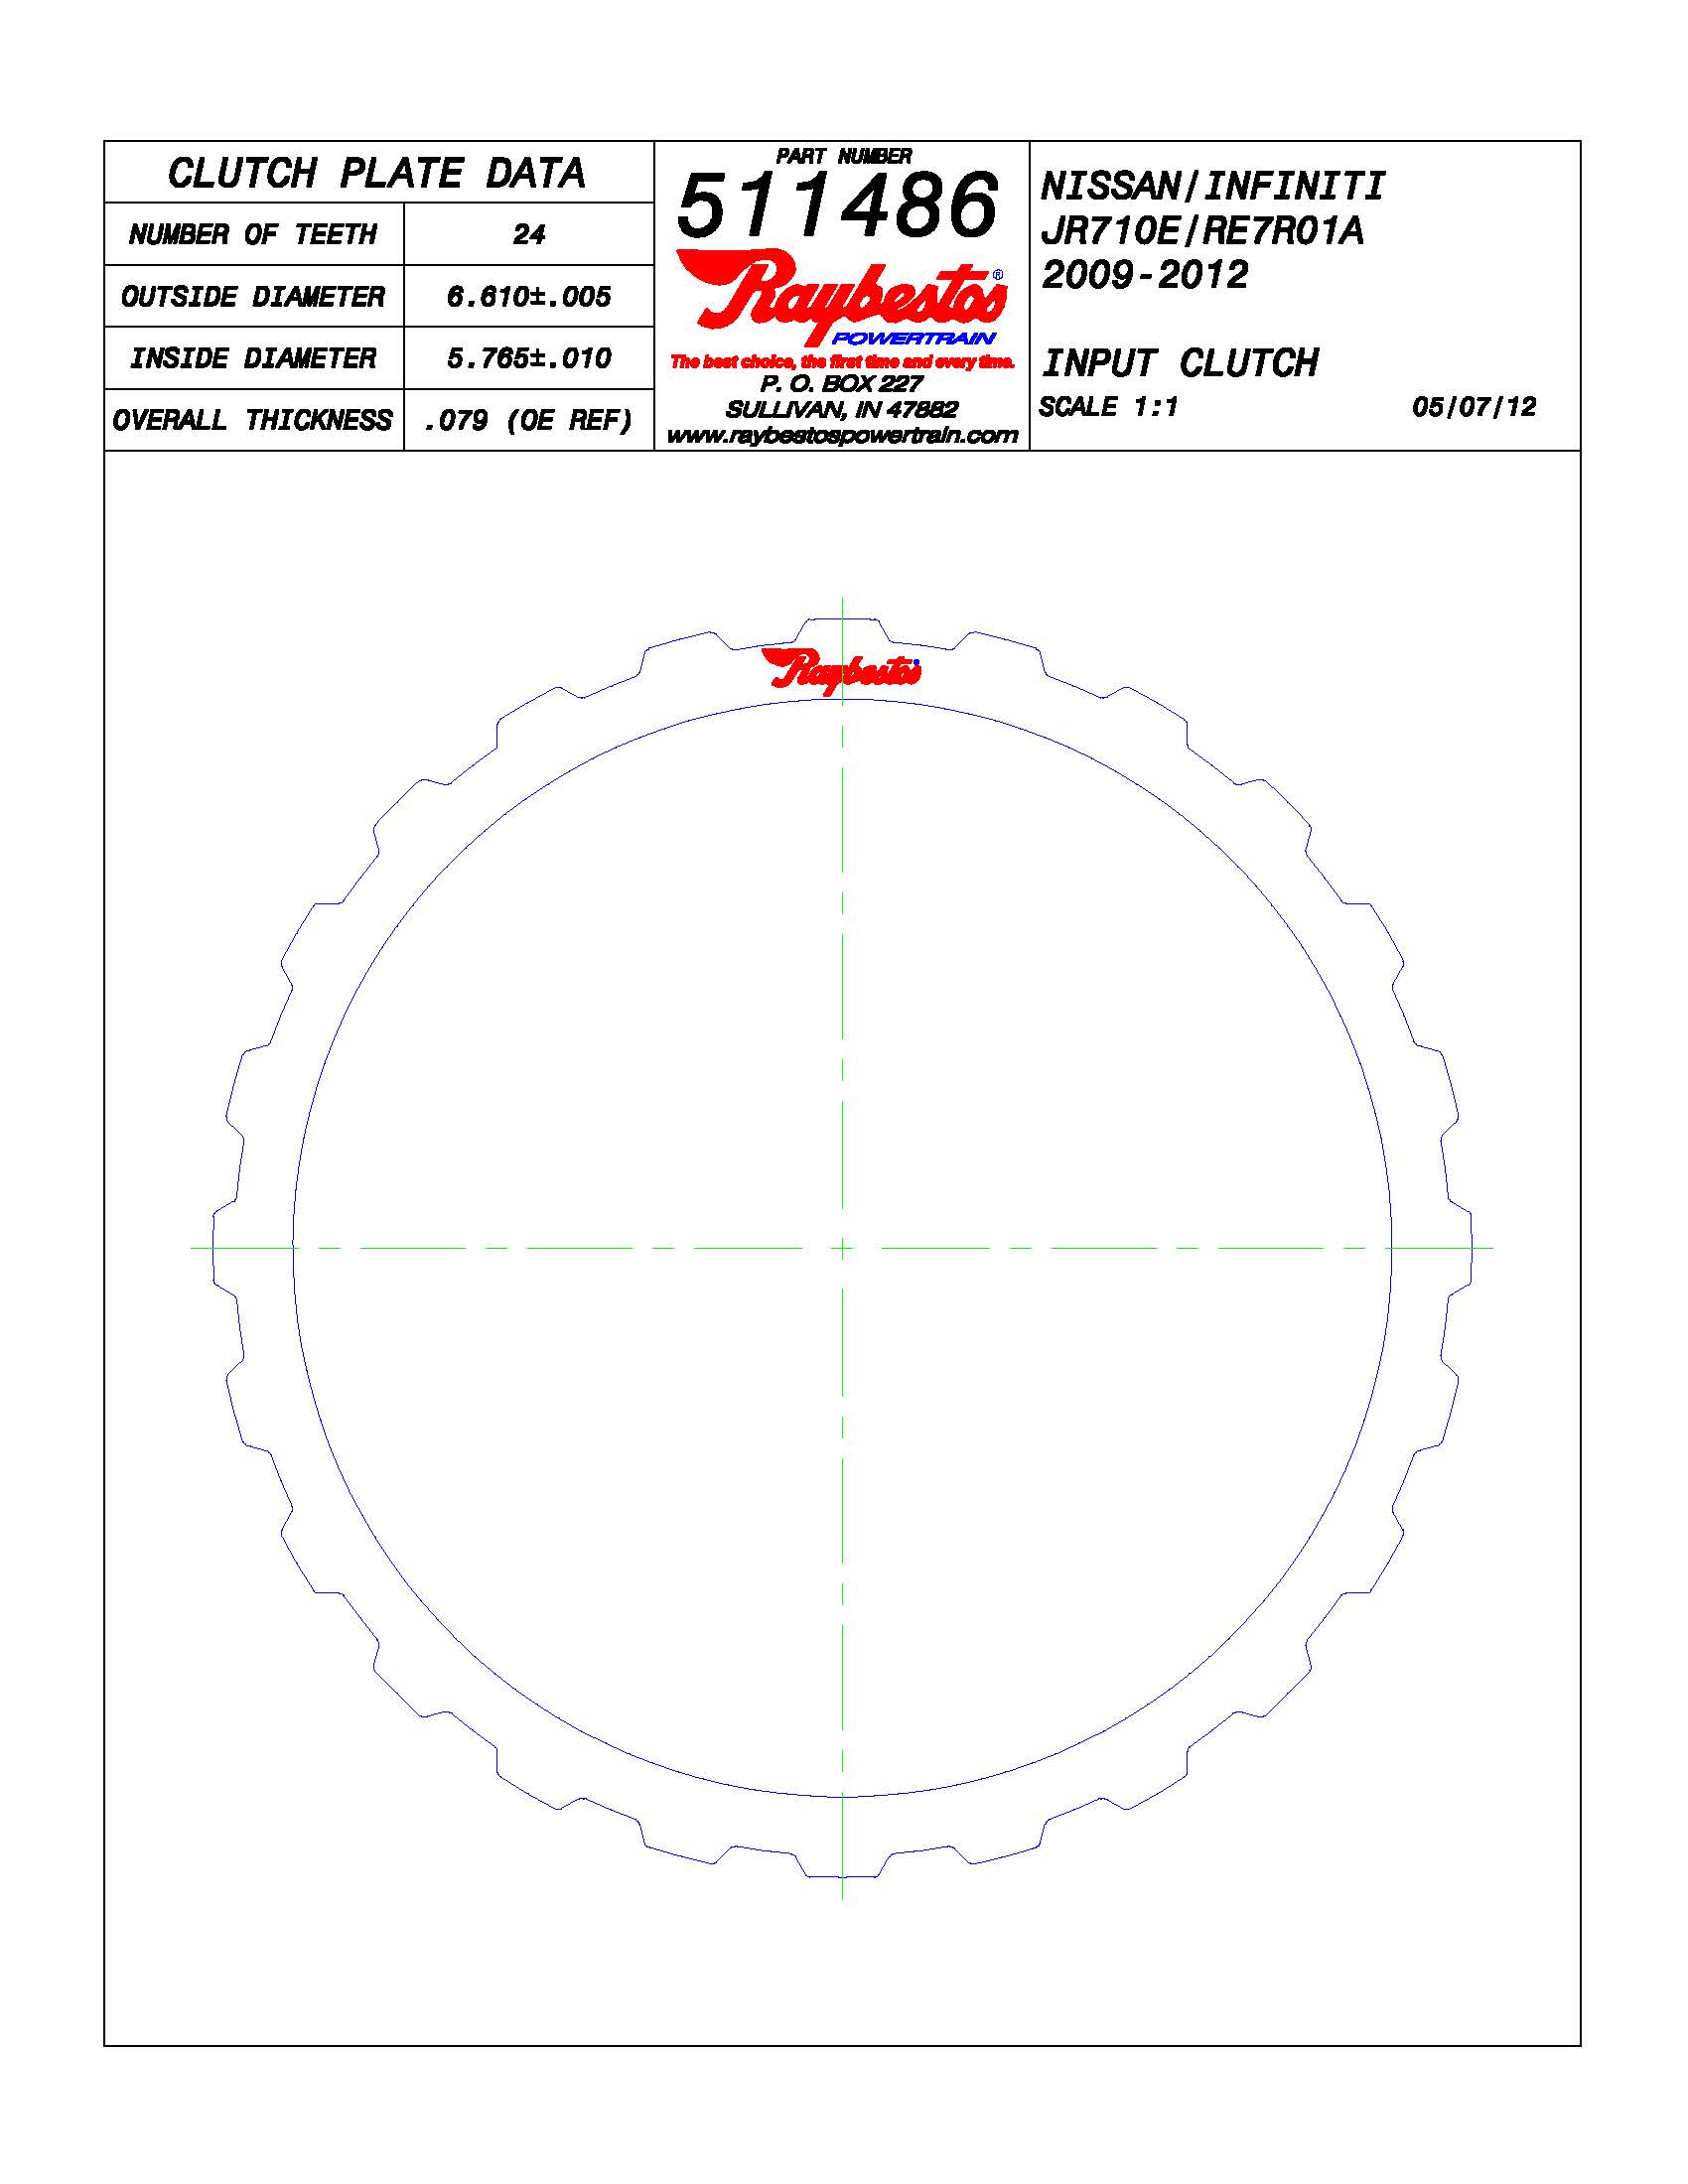 CLUTCH PLATE DATA
NUMBER OF TEETH 24
OUTSIDE DIAMETER 6.610±.005
INSIDE DIAMETER 5.765±.010
OVERALL THICKNESS .079 (OE REF)
PART NUMBER
511486
Raybestos®
POWERTRAIN
The best choice, the first time and every time.
P. O. BOX 227
SULLIVAN, IN 47882
www.raybestospowertrain.com
NISSAN/INFINITI
JR710E/RE7R01A
2009-2012
INPUT CLUTCH
SCALE 1:1 05/07/12
Raybestos